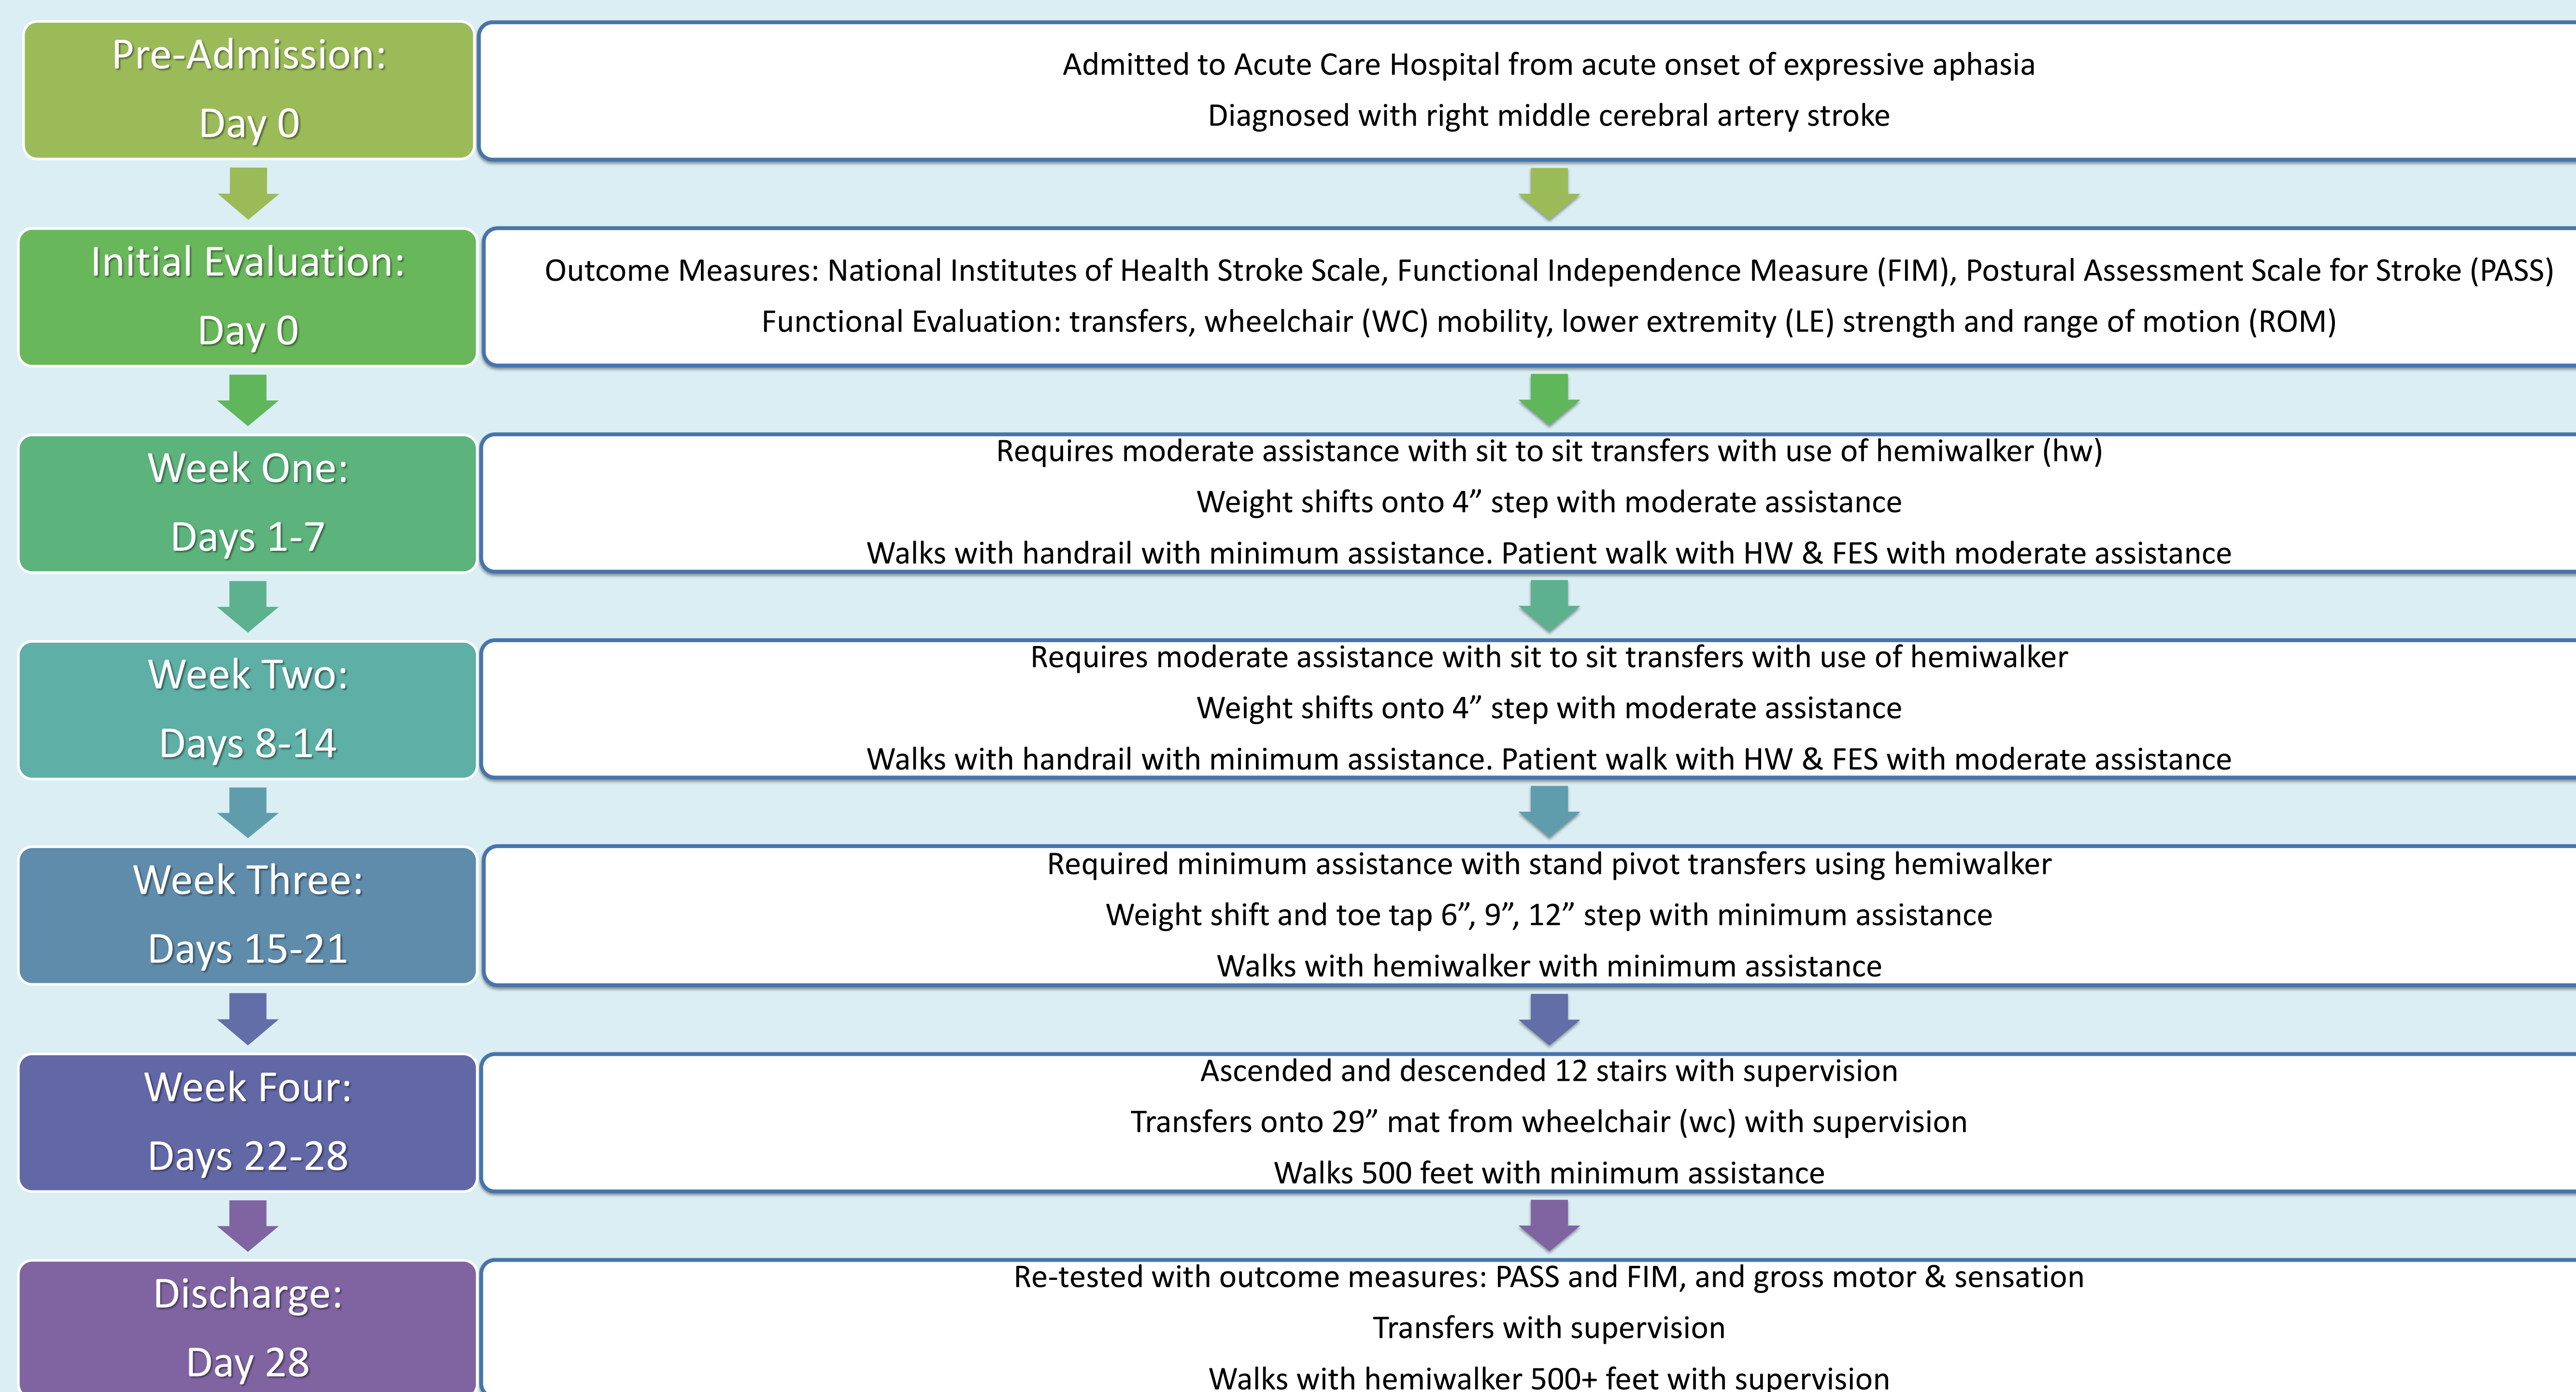 Pre-Admission:
Day 0
Admitted to Acute Care Hospital from acute onset of expressive aphasia
Diagnosed with right middle cerebral artery stroke
Initial Evaluation:
Day 0
Outcome Measures: National Institutes of Health Stroke Scale, Functional Independence Measure (FIM), Postural Assessment Scale for Stroke (PASS)
Functional Evaluation: transfers, wheelchair (WC) mobility, lower extremity (LE) strength and range of motion (ROM)
Week One:
Days 1-7
Requires moderate assistance with sit to sit transfers with use of hemiwalker (hw)
Weight shifts onto 4” step with moderate assistance
Walks with handrail with minimum assistance. Patient walk with HW & FES with moderate assistance
Week Two:
Days 8-14
Requires moderate assistance with sit to sit transfers with use of hemiwalker
Weight shifts onto 4” step with moderate assistance
Walks with handrail with minimum assistance. Patient walk with HW & FES with moderate assistance
Week Three:
Days 15-21
Required minimum assistance with stand pivot transfers using hemiwalker
Weight shift and toe tap 6”, 9”, 12” step with minimum assistance
Walks with hemiwalker with minimum assistance
Week Four:
Days 22-28
Ascended and descended 12 stairs with supervision
Transfers onto 29” mat from wheelchair (wc) with supervision
Walks 500 feet with minimum assistance
Discharge:
Day 28
Re-tested with outcome measures: PASS and FIM, and gross motor & sensation
Transfers with supervision
Walks with hemiwalker 500+ feet with supervision